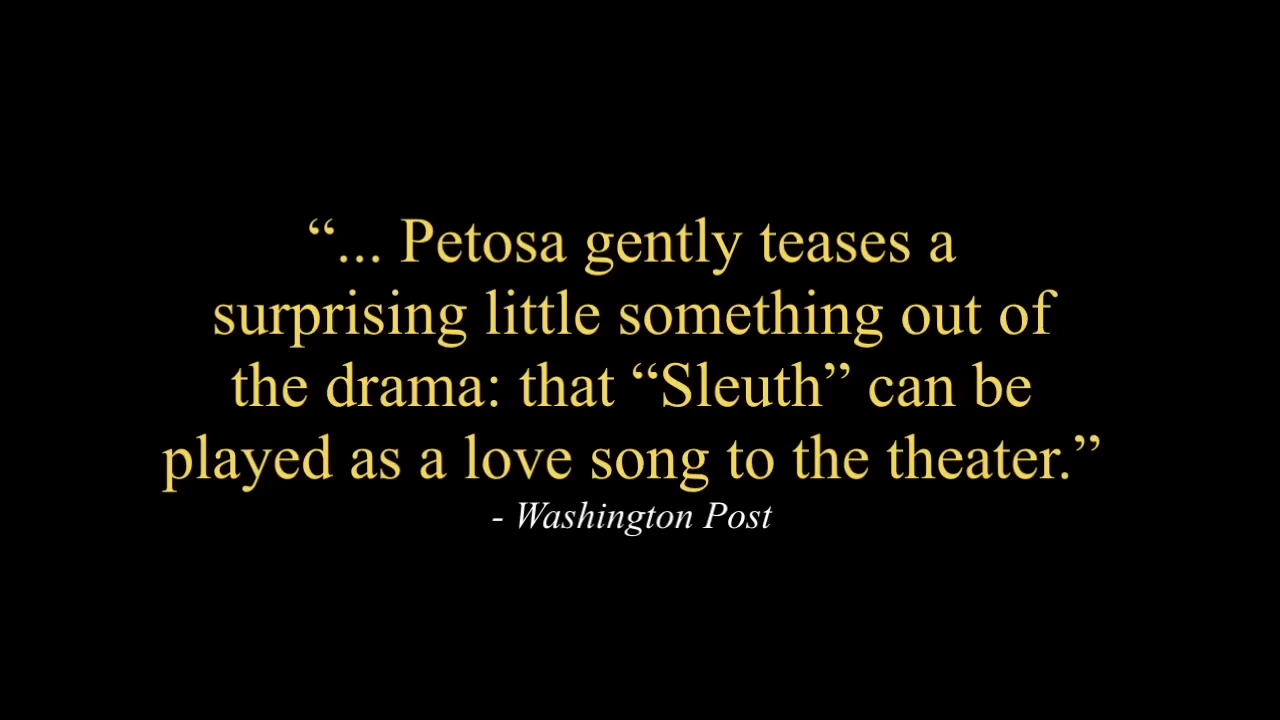 “... Petosa gently teases a
surprising little something out of
the drama: that “Sleuth” can be
played as a love song to the theater.”
- Washington Post